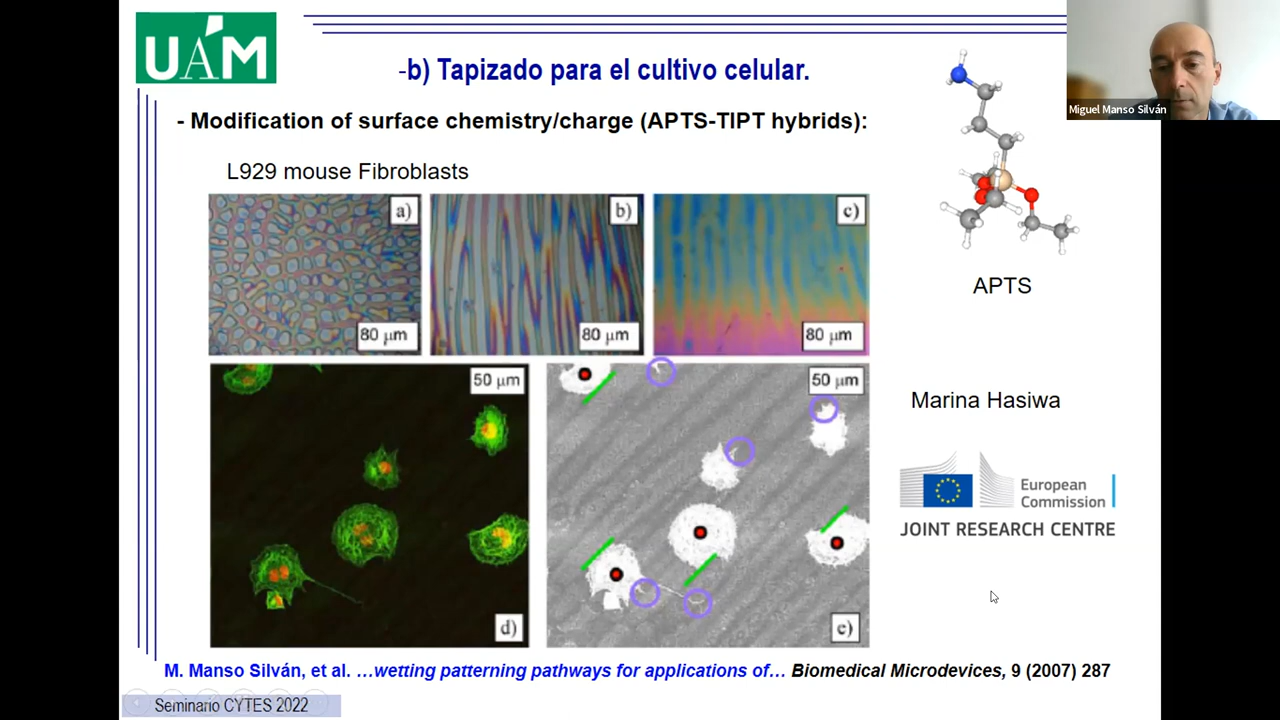 UAM
-b) Tapizado para el cultivo celular.
Miguel Manso Silván
- Modification of surface chemistry/charge (APTS-TIPT hybrids):
L929 mouse Fibroblasts
a)
b)
c)
80 μm
80 μm
80 μm
APTS
50 μm
50 μm
Marina Hasiwa
European
Commission
JOINT RESEARCH CENTRE
d)
e)
M. Manso Silván, et al. …wetting patterning pathways for applications of… Biomedical Microdevices, 9 (2007) 287
Seminario CYTES 2022